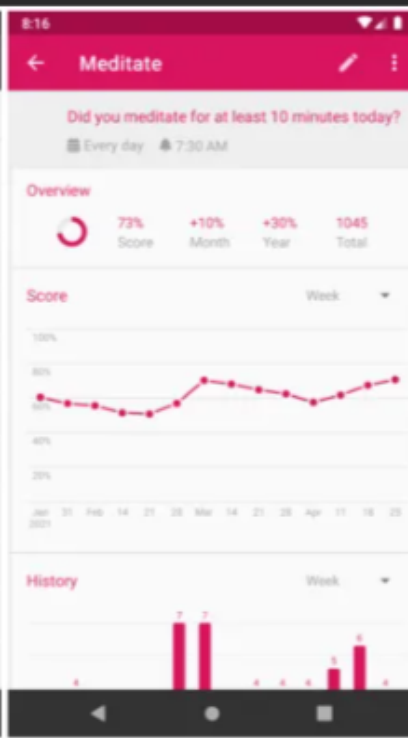 8:16
Meditate
Did you meditate for at least 10 minutes today?
Every day 7:30 AM
Overview
73% +10% +30% 1045
Score Month Year Total
Score Week
100%
80%
60%
40%
20%
Jan 31 Feb 14 21 28 Mar 14 21 28 Apr 11 18 25
2021
History Week
7 7
6
5
4 4 4 4 4